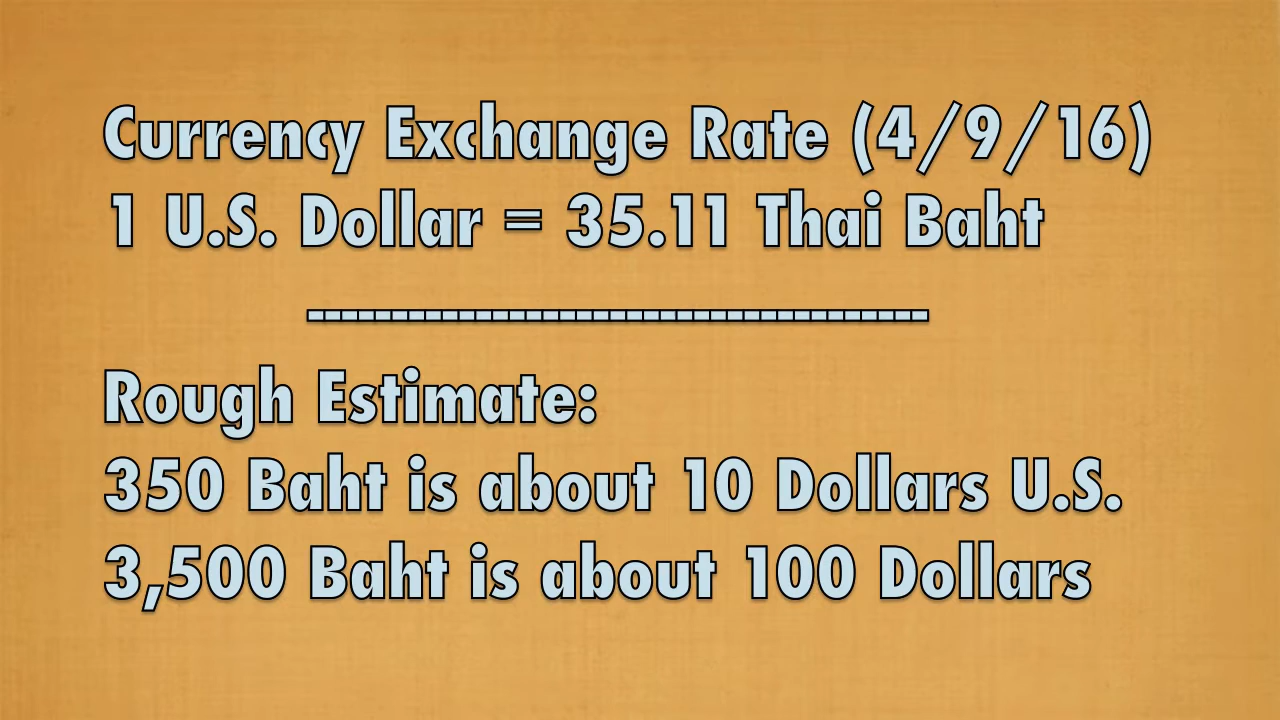 Currency Exchange Rate (4/9/16)
1 U.S. Dollar = 35.11 Thai Baht
--------------------------------------
Rough Estimate:
350 Baht is about 10 Dollars U.S.
3,500 Baht is about 100 Dollars